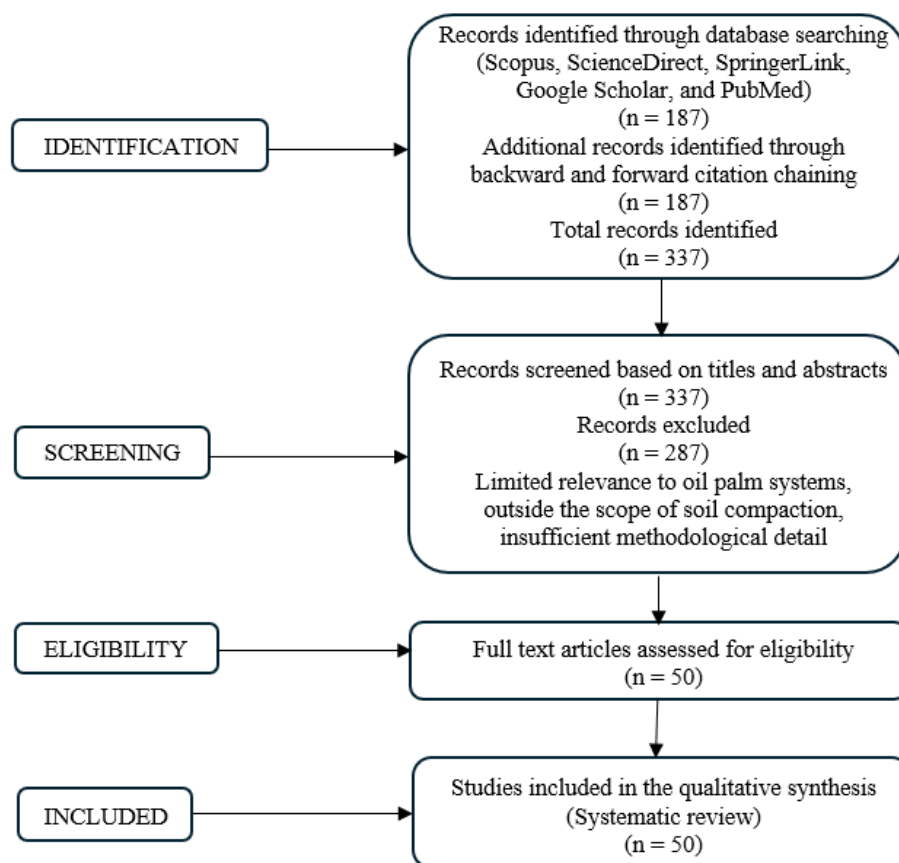 IDENTIFICATION
Records identified through database searching
(Scopus, ScienceDirect, SpringerLink,
Google Scholar, and PubMed)
(n = 187)
Additional records identified through
backward and forward citation chaining
(n = 187)
Total records identified
(n = 337)
SCREENING
Records screened based on titles and abstracts
(n = 337)
Records excluded
(n = 287)
Limited relevance to oil palm systems,
outside the scope of soil compaction,
insufficient methodological detail
ELIGIBILITY
Full text articles assessed for eligibility
(n = 50)
INCLUDED
Studies included in the qualitative synthesis
(Systematic review)
(n = 50)